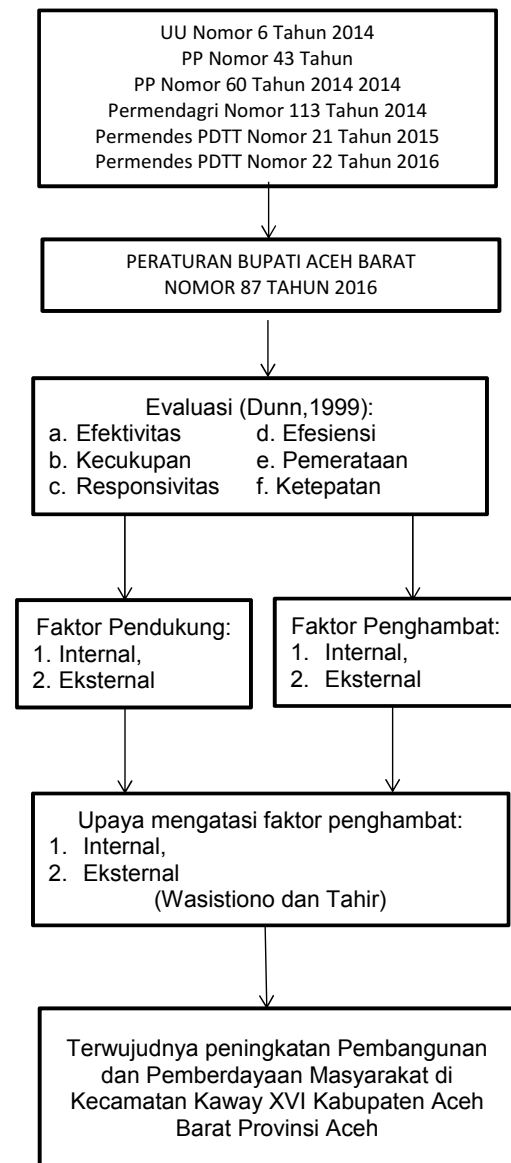 UU Nomor 6 Tahun 2014
PP Nomor 43 Tahun
PP Nomor 60 Tahun 2014 2014
Permendagri Nomor 113 Tahun 2014
Permendes PDTT Nomor 21 Tahun 2015
Permendes PDTT Nomor 22 Tahun 2016
PERATURAN BUPATI ACEH BARAT
NOMOR 87 TAHUN 2016
Evaluasi (Dunn,1999):
a. Efektivitas d. Efesiensi
b. Kecukupan e. Pemerataan
c. Responsivitas f. Ketepatan
Faktor Pendukung:
1. Internal,
2. Eksternal
Faktor Penghambat:
1. Internal,
2. Eksternal
Upaya mengatasi faktor penghambat:
1. Internal,
2. Eksternal
(Wasistiono dan Tahir)
Terwujudnya peningkatan Pembangunan
dan Pemberdayaan Masyarakat di
Kecamatan Kaway XVI Kabupaten Aceh
Barat Provinsi Aceh